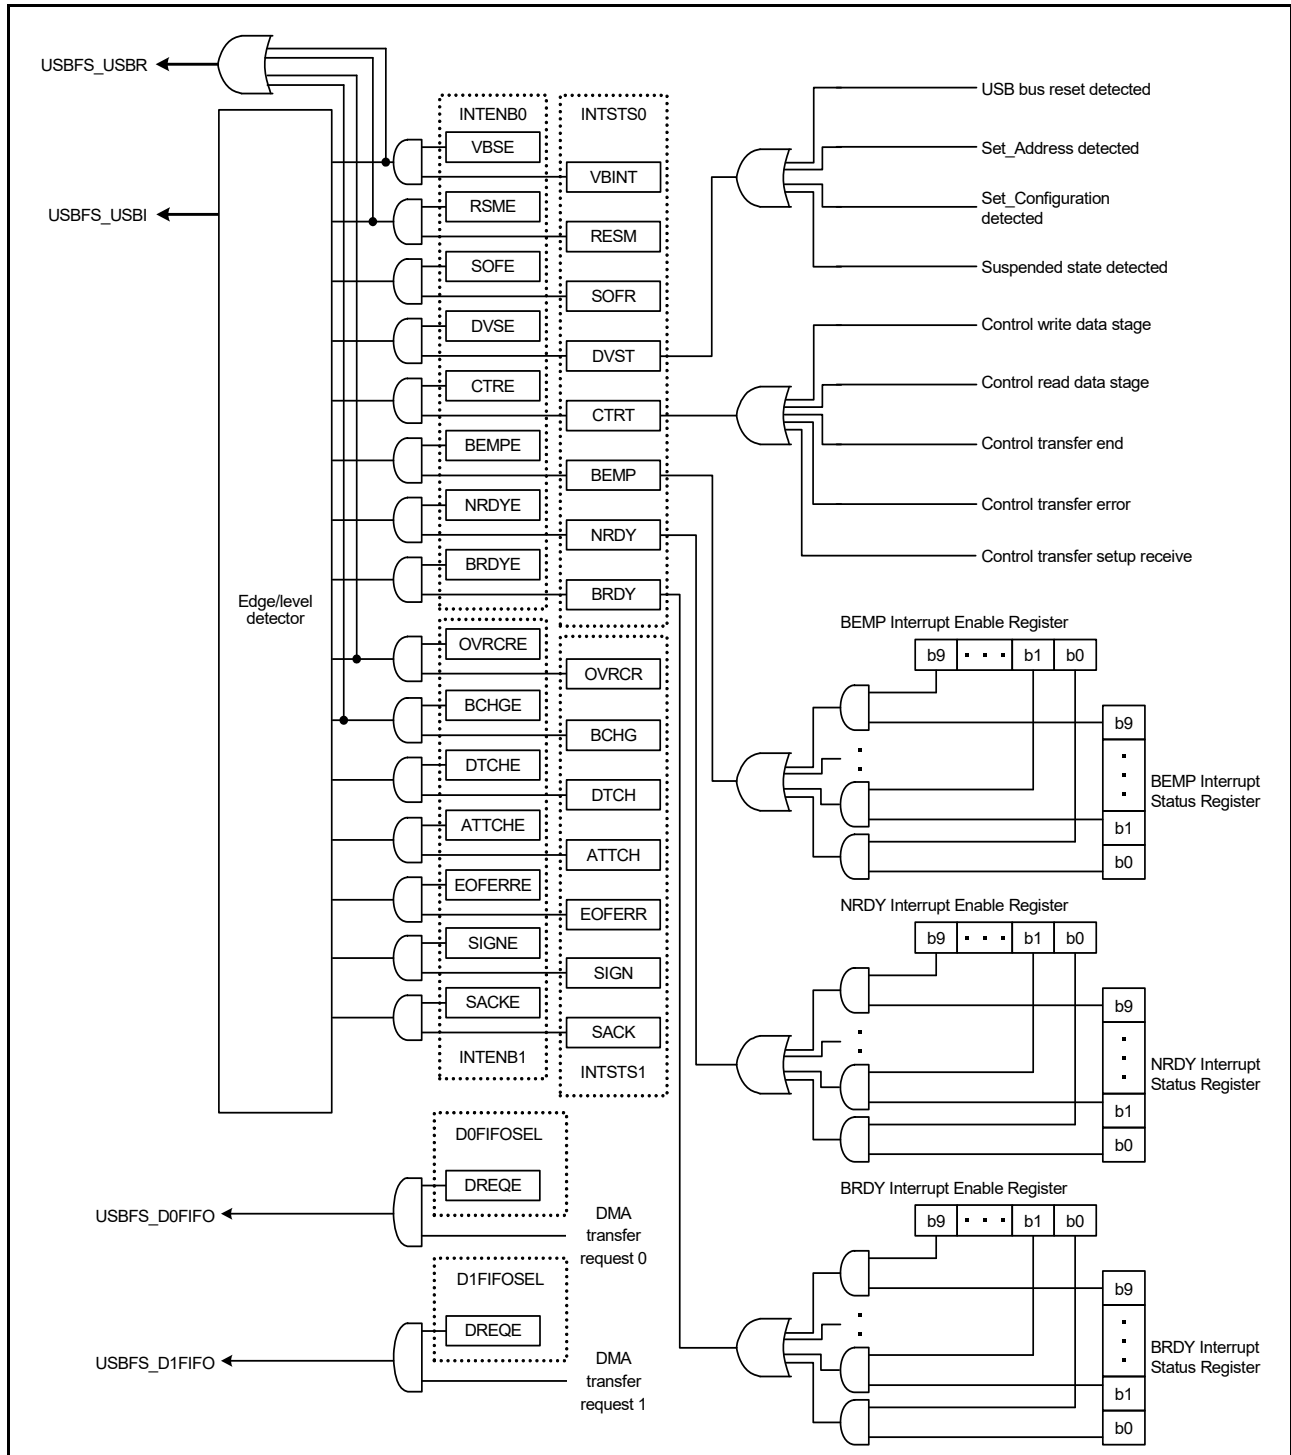 USBFS_USBR
USBFS_USBI
Edge/level
detector
INTENB0
VBSE
RSME
SOFE
DVSE
CTRE
BEMPE
NRDYE
BRDYE
OVRCRE
BCHGE
DTCHE
ATTCHE
EOFERRE
SIGNE
SACKE
INTENB1
INTSTS0
VBINT
RESM
SOFR
DVST
CTRT
BEMP
NRDY
BRDY
OVRCR
BCHG
DTCH
ATTCH
EOFERR
SIGN
SACK
INTSTS1
USB bus reset detected
Set_Address detected
Set_Configuration
detected
Suspended state detected
Control write data stage
Control read data stage
Control transfer end
Control transfer error
Control transfer setup receive
BEMP Interrupt Enable Register
b9 b1 b0
b9
BEMP Interrupt
Status Register
b1
b0
NRDY Interrupt Enable Register
b9 b1 b0
b9
NRDY Interrupt
Status Register
b1
b0
BRDY Interrupt Enable Register
b9 b1 b0
b9
BRDY Interrupt
Status Register
b1
b0
D0FIFOSEL
DREQE
USBFS_D0FIFO
DMA
transfer
request 0
D1FIFOSEL
DREQE
USBFS_D1FIFO
DMA
transfer
request 1